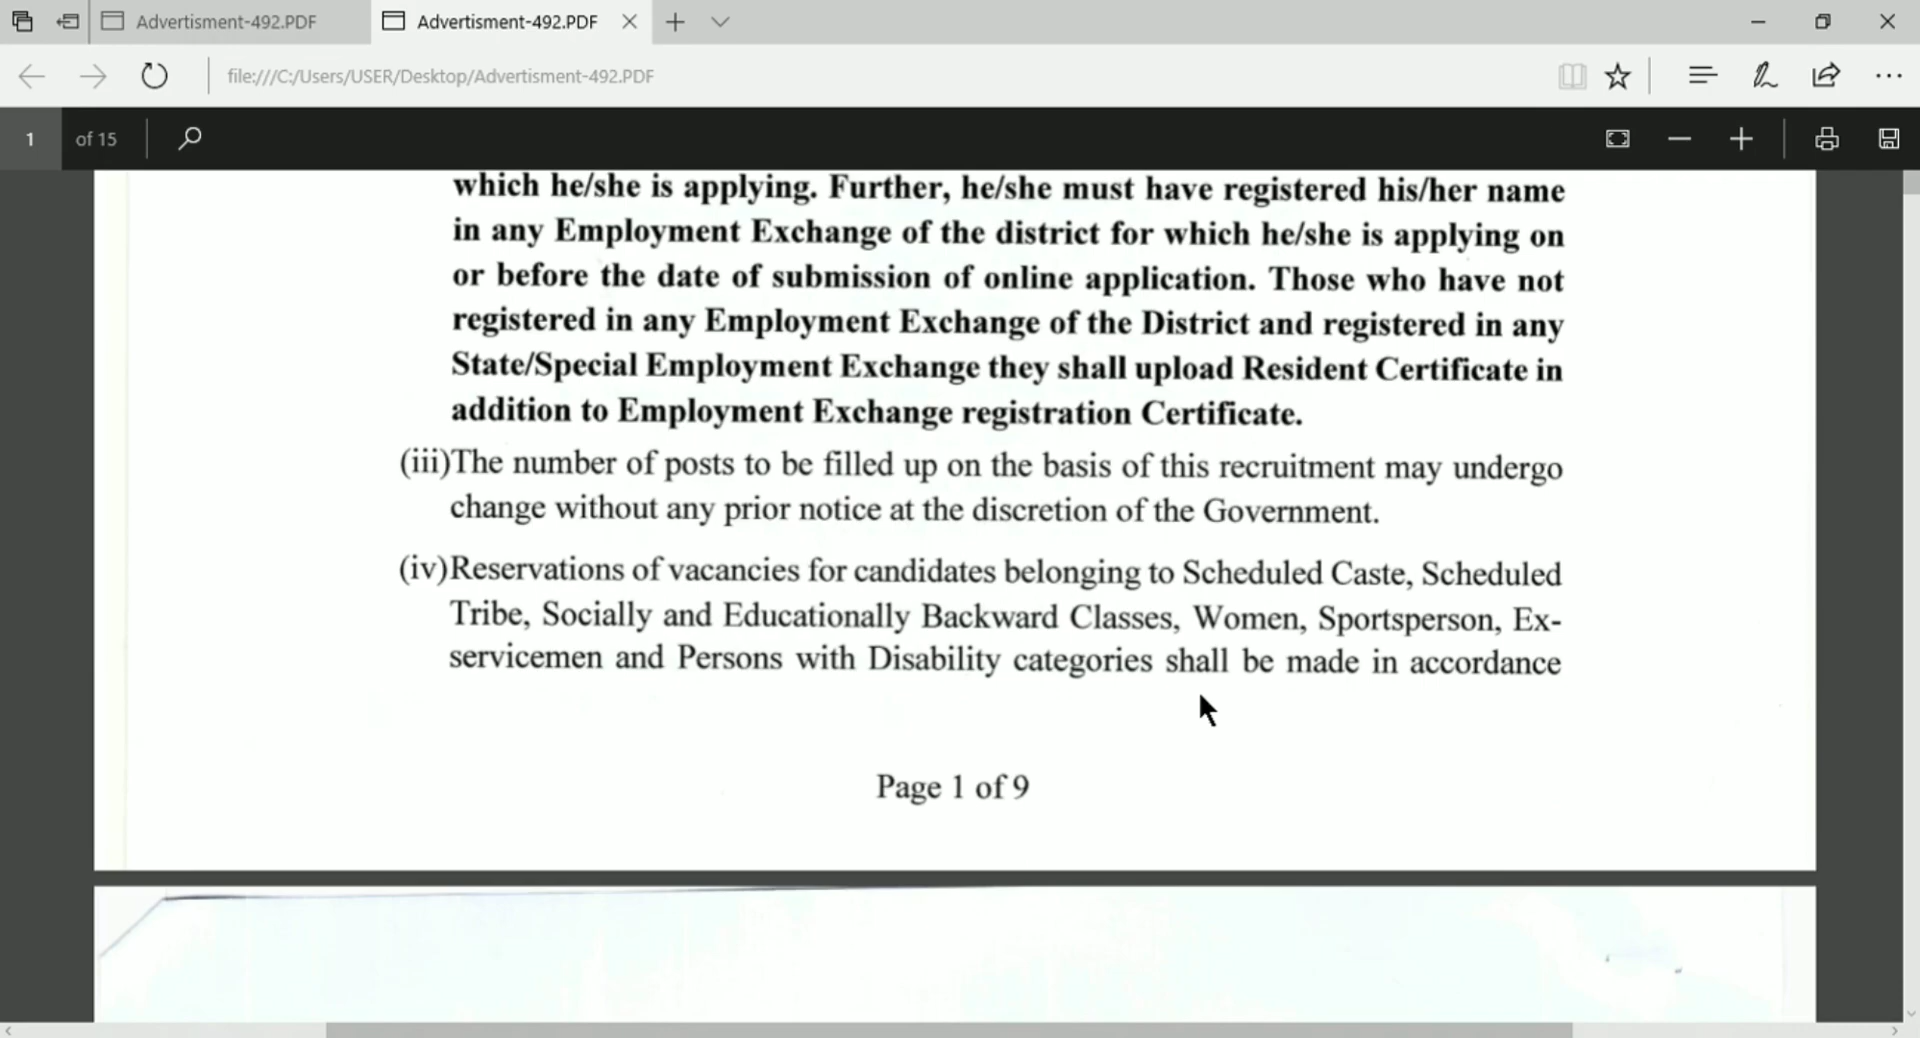 Advertisment-492.PDF
Advertisment-492.PDF
file:///C:/Users/USER/Desktop/Advertisment-492.PDF
1 of 15
which he/she is applying. Further, he/she must have registered his/her name
in any Employment Exchange of the district for which he/she is applying on
or before the date of submission of online application. Those who have not
registered in any Employment Exchange of the District and registered in any
State/Special Employment Exchange they shall upload Resident Certificate in
addition to Employment Exchange registration Certificate.
(iii)The number of posts to be filled up on the basis of this recruitment may undergo
change without any prior notice at the discretion of the Government.
(iv)Reservations of vacancies for candidates belonging to Scheduled Caste, Scheduled
Tribe, Socially and Educationally Backward Classes, Women, Sportsperson, Ex-
servicemen and Persons with Disability categories shall be made in accordance
Page 1 of 9